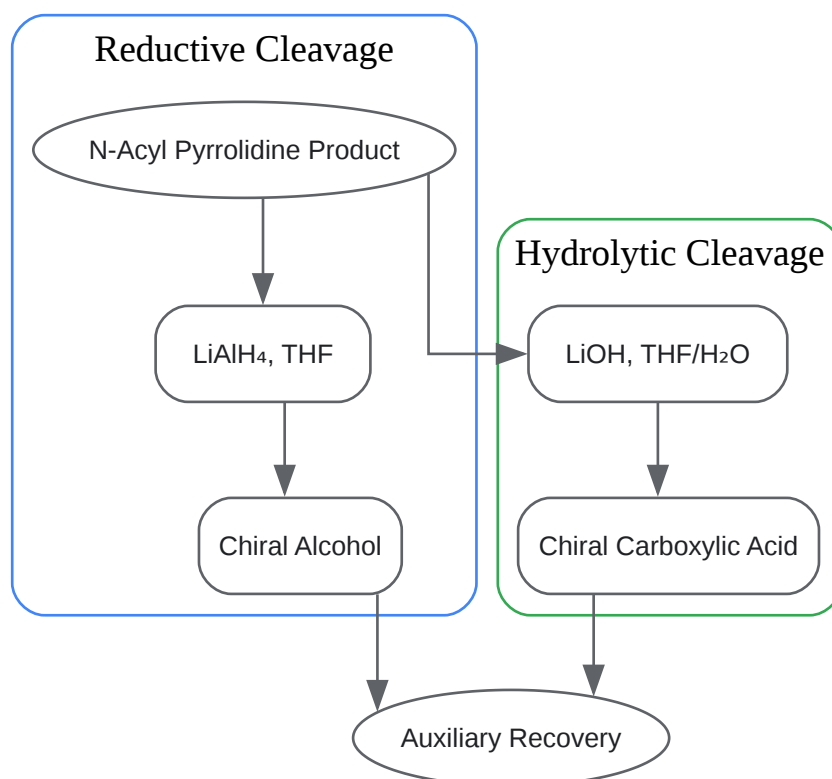 Reductive Cleavage
N-Acyl Pyrrolidine Product
Hydrolytic Cleavage
LiAlH₄, THF
LiOH, THF/H₂O
Chiral Alcohol
Chiral Carboxylic Acid
Auxiliary Recovery